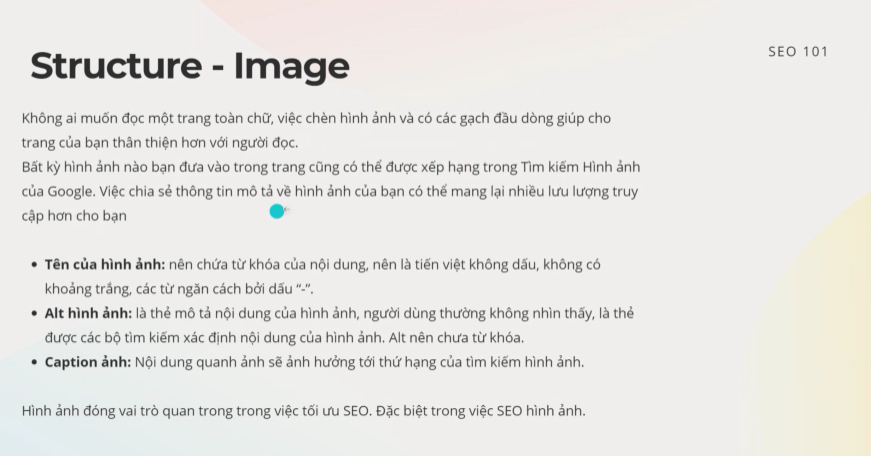 SEO 101
Structure - Image
Không ai muốn đọc một trang toàn chữ, việc chèn hình ảnh và có các gạch đầu dòng giúp cho
trang của bạn thân thiện hơn với người đọc.
Bất kỳ hình ảnh nào bạn đưa vào trong trang cũng có thể được xếp hạng trong Tìm kiếm Hình ảnh
của Google. Việc chia sẻ thông tin mô tả về hình ảnh của bạn có thể mang lại nhiều lưu lượng truy
cập hơn cho bạn
• Tên của hình ảnh: nên chứa từ khóa của nội dung, nên là tiến việt không dấu, không có
khoảng trắng, các từ ngăn cách bởi dấu “-”.
• Alt hình ảnh: là thẻ mô tả nội dung của hình ảnh, người dùng thường không nhìn thấy, là thẻ
được các bộ tìm kiếm xác định nội dung của hình ảnh. Alt nên chưa từ khóa.
• Caption ảnh: Nội dung quanh ảnh sẽ ảnh hưởng tới thứ hạng của tìm kiếm hình ảnh.
Hình ảnh đóng vai trò quan trong trong việc tối ưu SEO. Đặc biệt trong việc SEO hình ảnh.